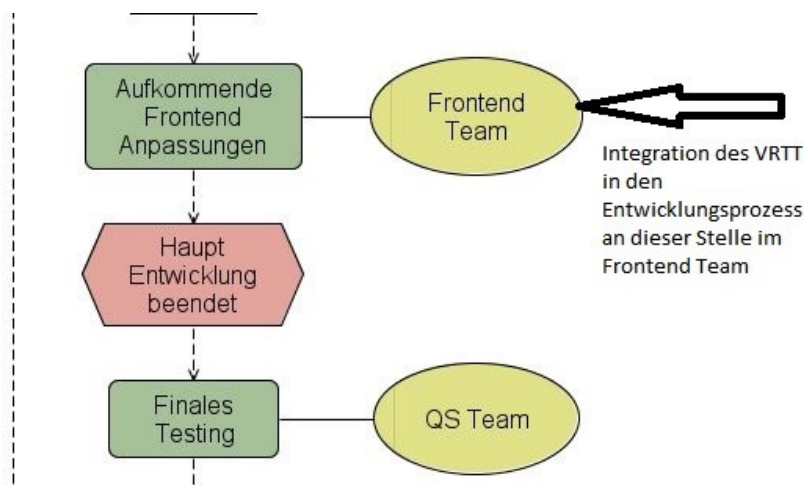 Aufkommende
Frontend
Anpassungen
Frontend
Team
Integration des VRTT
in den
Entwicklungsprozess
an dieser Stelle im
Frontend Team
Haupt
Entwicklung
beendet
Finales
Testing
QS Team